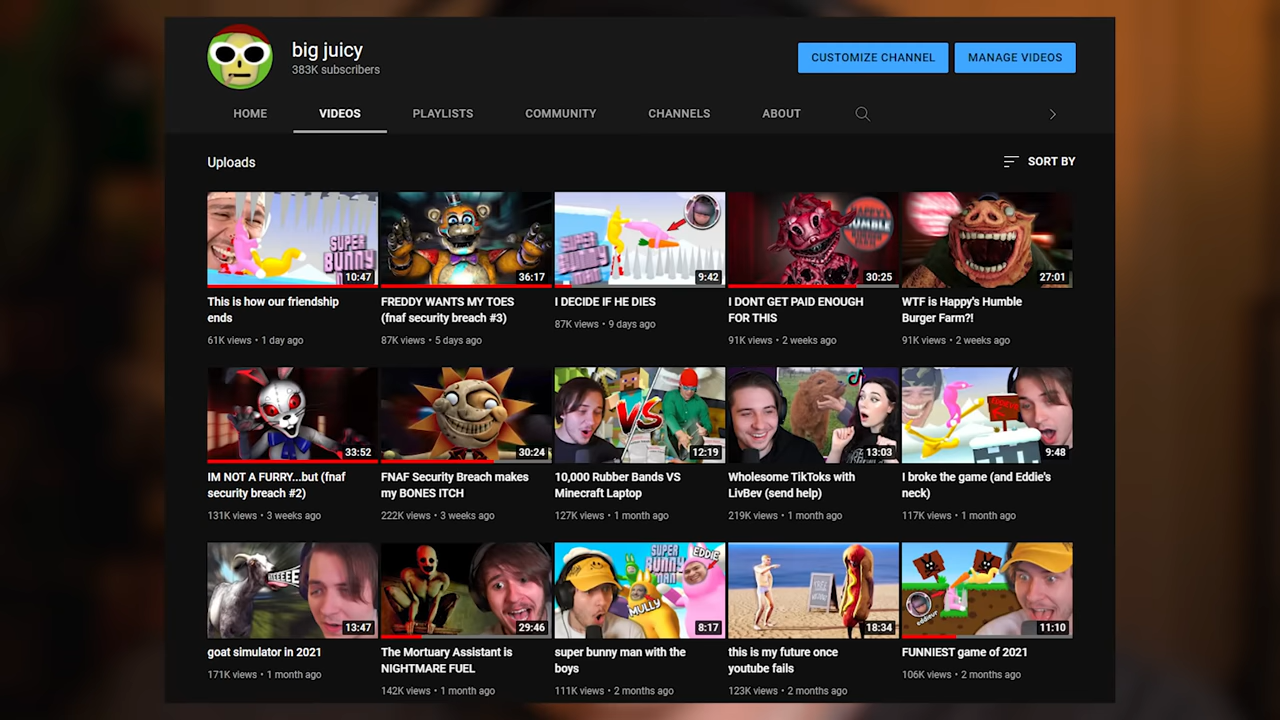 big juicy
383K subscribers
CUSTOMIZE CHANNEL
MANAGE VIDEOS
HOME
VIDEOS
PLAYLISTS
COMMUNITY
CHANNELS
ABOUT
Uploads
SORT BY
SUPER
BUNNY
MAN
10:47
36:17
SUPER
BUNNY
MAN
9:42
HAPPY'S
HUMBLE
30:25
27:01
This is how our friendship
ends
61K views • 1 day ago
FREDDY WANTS MY TOES
(fnaf security breach #3)
87K views • 5 days ago
I DECIDE IF HE DIES
87K views • 9 days ago
I DONT GET PAID ENOUGH
FOR THIS
91K views • 2 weeks ago
WTF is Happy's Humble
Burger Farm?!
91K views • 2 weeks ago
33:52
30:24
VS
12:19
13:03
9:48
IM NOT A FURRY...but (fnaf
security breach #2)
131K views • 3 weeks ago
FNAF Security Breach makes
my BONES ITCH
222K views • 3 weeks ago
10,000 Rubber Bands VS
Minecraft Laptop
127K views • 1 month ago
Wholesome TikToks with
LivBev (send help)
219K views • 1 month ago
I broke the game (and Eddie's
neck)
117K views • 1 month ago
13:47
29:46
SUPER
BUNNY
MAN
EDDIE
MULLY
8:17
18:34
11:10
goat simulator in 2021
171K views • 1 month ago
The Mortuary Assistant is
NIGHTMARE FUEL
142K views • 1 month ago
super bunny man with the
boys
111K views • 2 months ago
this is my future once
youtube fails
123K views • 2 months ago
FUNNIEST game of 2021
106K views • 2 months ago